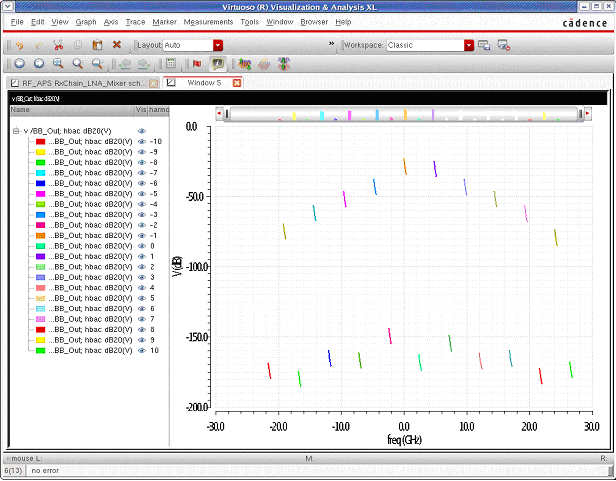 Virtuoso (R) Visualization & Analysis XL
File Edit View Graph Axis Trace Marker Measurements Tools Window Browser Help
cādence
Layout: Auto
» Workspace: Classic
RF_APS RxChain_LNA_Mixer sch...
Window 5
v /BB_Out; hbac dB20(V)
Name Vis harmo
v /BB_Out; hbac dB20(V)
...BB_Out; hbac dB20(V) -10
...BB_Out; hbac dB20(V) -9
...BB_Out; hbac dB20(V) -8
...BB_Out; hbac dB20(V) -7
...BB_Out; hbac dB20(V) -6
...BB_Out; hbac dB20(V) -5
...BB_Out; hbac dB20(V) -4
...BB_Out; hbac dB20(V) -3
...BB_Out; hbac dB20(V) -2
...BB_Out; hbac dB20(V) -1
...BB_Out; hbac dB20(V) 0
...BB_Out; hbac dB20(V) 1
...BB_Out; hbac dB20(V) 2
...BB_Out; hbac dB20(V) 3
...BB_Out; hbac dB20(V) 4
...BB_Out; hbac dB20(V) 5
...BB_Out; hbac dB20(V) 6
...BB_Out; hbac dB20(V) 7
...BB_Out; hbac dB20(V) 8
...BB_Out; hbac dB20(V) 9
...BB_Out; hbac dB20(V) 10
0.0
-50.0
-100.0
-150.0
-200.0
V (dB)
-30.0 -20.0 -10.0 0.0 10.0 20.0 30.0
freq (GHz)
mouse L: M: R:
6(13) no error